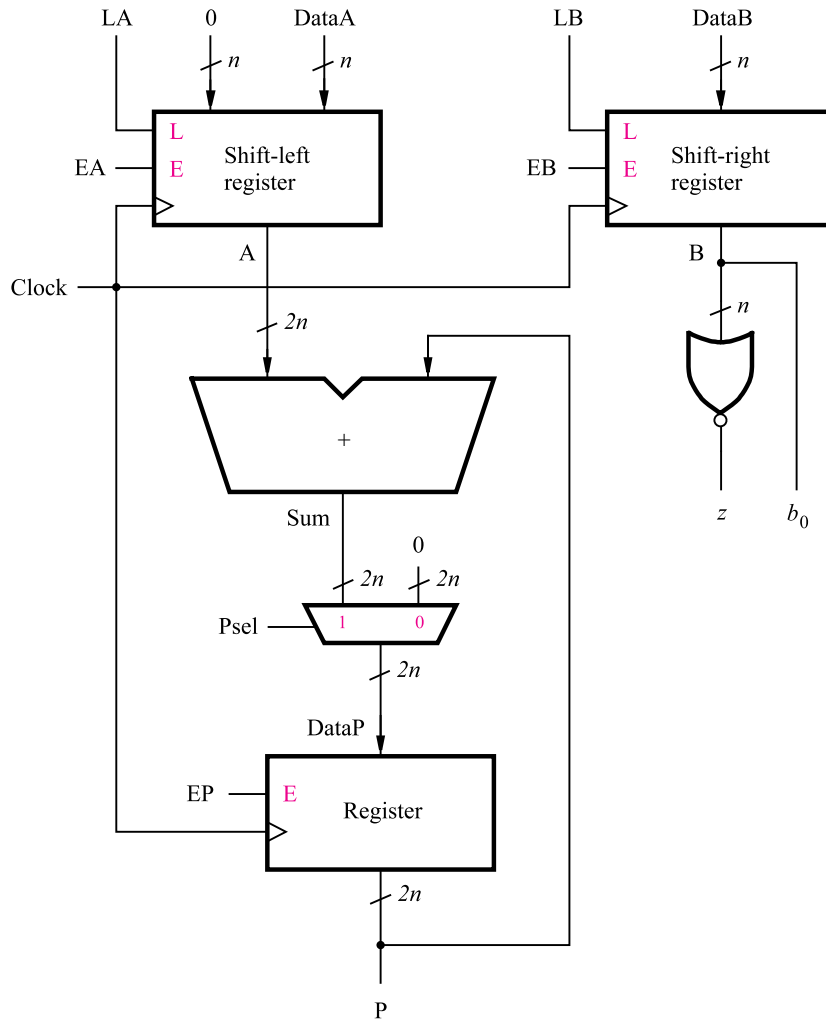 LA 0 DataA LB DataB
n n n
L L
EA E Shift-left register EB E Shift-right register
A B
Clock
2n n
+
Sum z b0
0
2n 2n
Psel 1 0
2n
DataP
EP E Register
2n
P